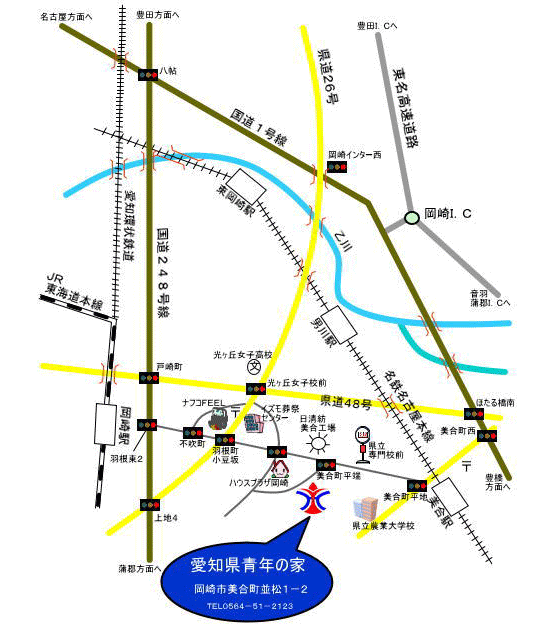 名古屋方面へ
豊田方面へ
豊田I.Cへ
八帖
県道26号
東名高速道路
国道1号線
岡崎インター西
東岡崎駅
岡崎I.C
愛知環状鉄道
国道248号線
乙川
JR
東海道本線
音羽
蒲郡I.Cへ
男川駅
光ヶ丘女子高校
戸崎町
光ヶ丘女子校前
名鉄名古屋本線
県道48号
ほたる橋南
美合町西
ナフコFEEL
〒
イズモ葬祭
センター
日清紡
美合工場
岡崎駅
不吹町
羽根町
小豆坂
県立
専門校前
羽根東2
ハウスプラザ岡崎
美合町平端
〒
美合町平地
豊橋
方面へ
美合駅
上地4
県立農業大学校
蒲郡方面へ
愛知県青年の家
岡崎市美合町並松1-2
TEL0564-51-2123